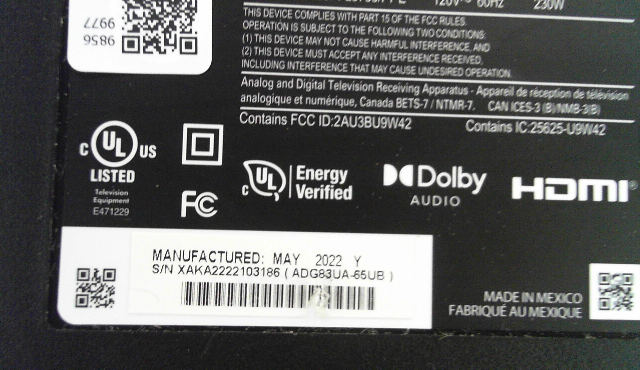 120V~ 60Hz 230W
9856
9977
THIS DEVICE COMPLIES WITH PART 15 OF THE FCC RULES.
OPERATION IS SUBJECT TO THE FOLLOWING TWO CONDITIONS:
(1) THIS DEVICE MAY NOT CAUSE HARMFUL INTERFERENCE, AND
(2) THIS DEVICE MUST ACCEPT ANY INTERFERENCE RECEIVED,
INCLUDING INTERFERENCE THAT MAY CAUSE UNDESIRED OPERATION.
Analog and Digital Television Receiving Apparatus - Appareil de réception de télévision
analogique et numérique, Canada BETS-7 / NTMR-7. CAN ICES-3 (B)/NMB-3(B)
Contains FCC ID:2AU3BU9W42 Contains IC:25625-U9W42
C UL US
LISTED
Television
Equipment
E471229
FC
C UL Energy
Verified
Dolby
AUDIO
HDMI
MANUFACTURED: MAY 2022 Y
S/N XAKA2222103186 ( ADG83UA-65UB )
MADE IN MEXICO
FABRIQUÉ AU MEXIQUE